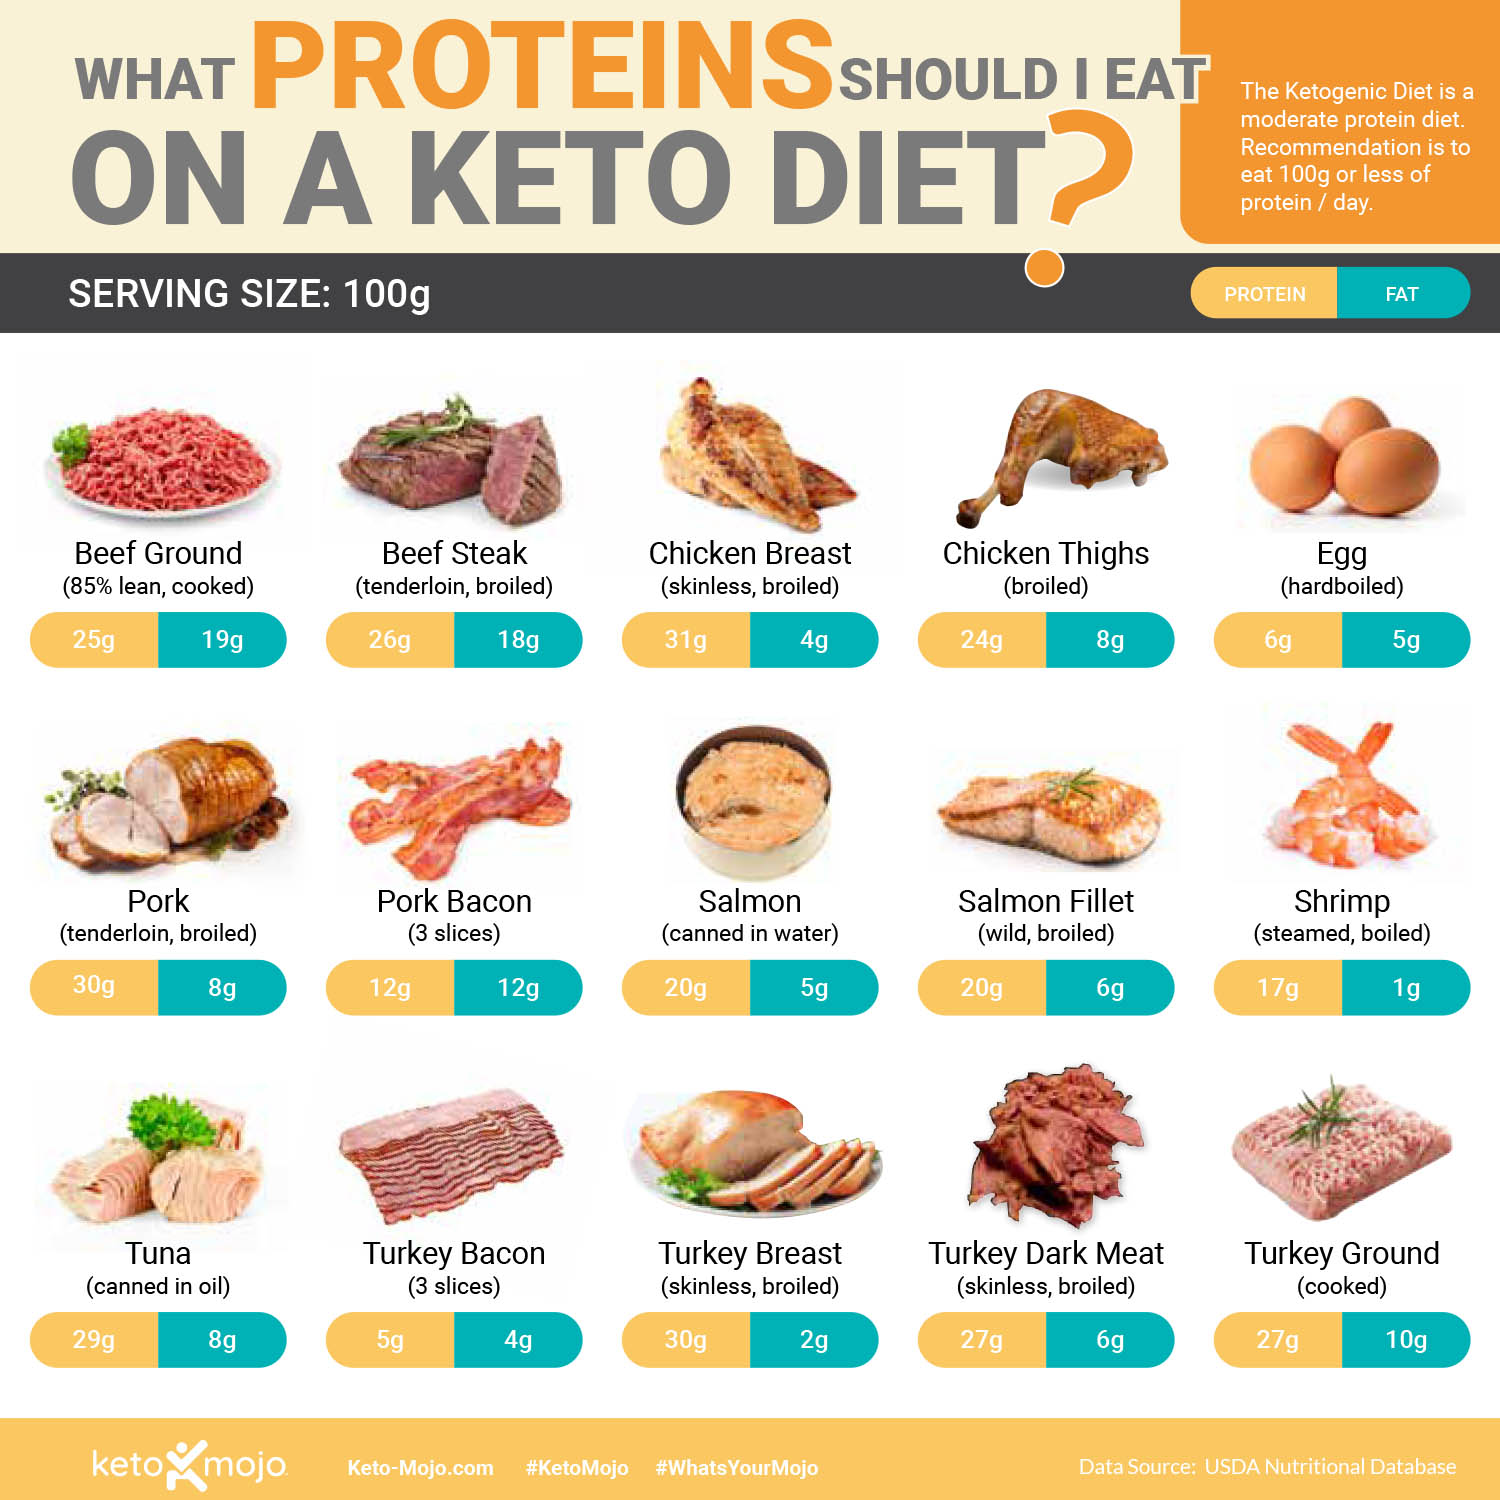 WHAT PROTEINS SHOULD I EAT
ON A KETO DIET?
The Ketogenic Diet is a
moderate protein diet.
Recommendation is to
eat 100g or less of
protein / day.
SERVING SIZE: 100g
PROTEIN FAT
Beef Ground
(85% lean, cooked)
25g 19g
Beef Steak
(tenderloin, broiled)
26g 18g
Chicken Breast
(skinless, broiled)
31g 4g
Chicken Thighs
(broiled)
24g 8g
Egg
(hardboiled)
6g 5g
Pork
(tenderloin, broiled)
30g 8g
Pork Bacon
(3 slices)
12g 12g
Salmon
(canned in water)
20g 5g
Salmon Fillet
(wild, broiled)
20g 6g
Shrimp
(steamed, boiled)
17g 1g
Tuna
(canned in oil)
29g 8g
Turkey Bacon
(3 slices)
5g 4g
Turkey Breast
(skinless, broiled)
30g 2g
Turkey Dark Meat
(skinless, broiled)
27g 6g
Turkey Ground
(cooked)
27g 10g
keto mojo
Keto-Mojo.com #KetoMojo #WhatsYourMojo
Data Source: USDA Nutritional Database